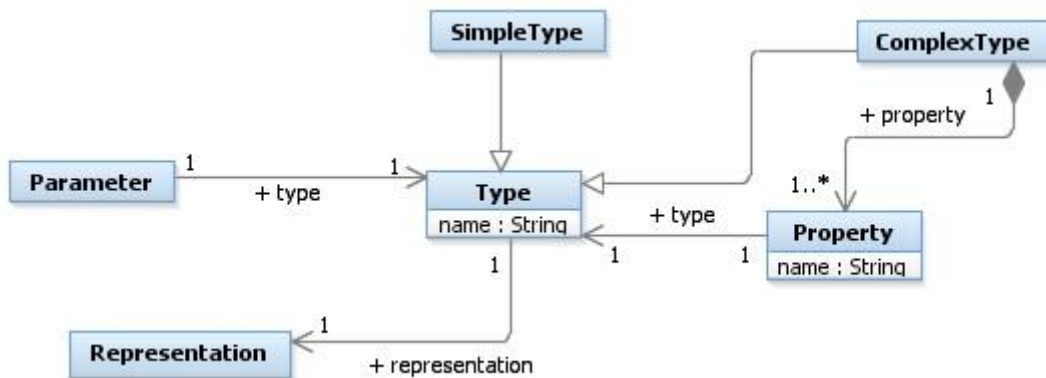 SimpleType
ComplexType
1
+ property
1
1
Parameter
+ type
Type
1..*
name : String
+ type
Property
1
1
1
name : String
1
Representation
+ representation